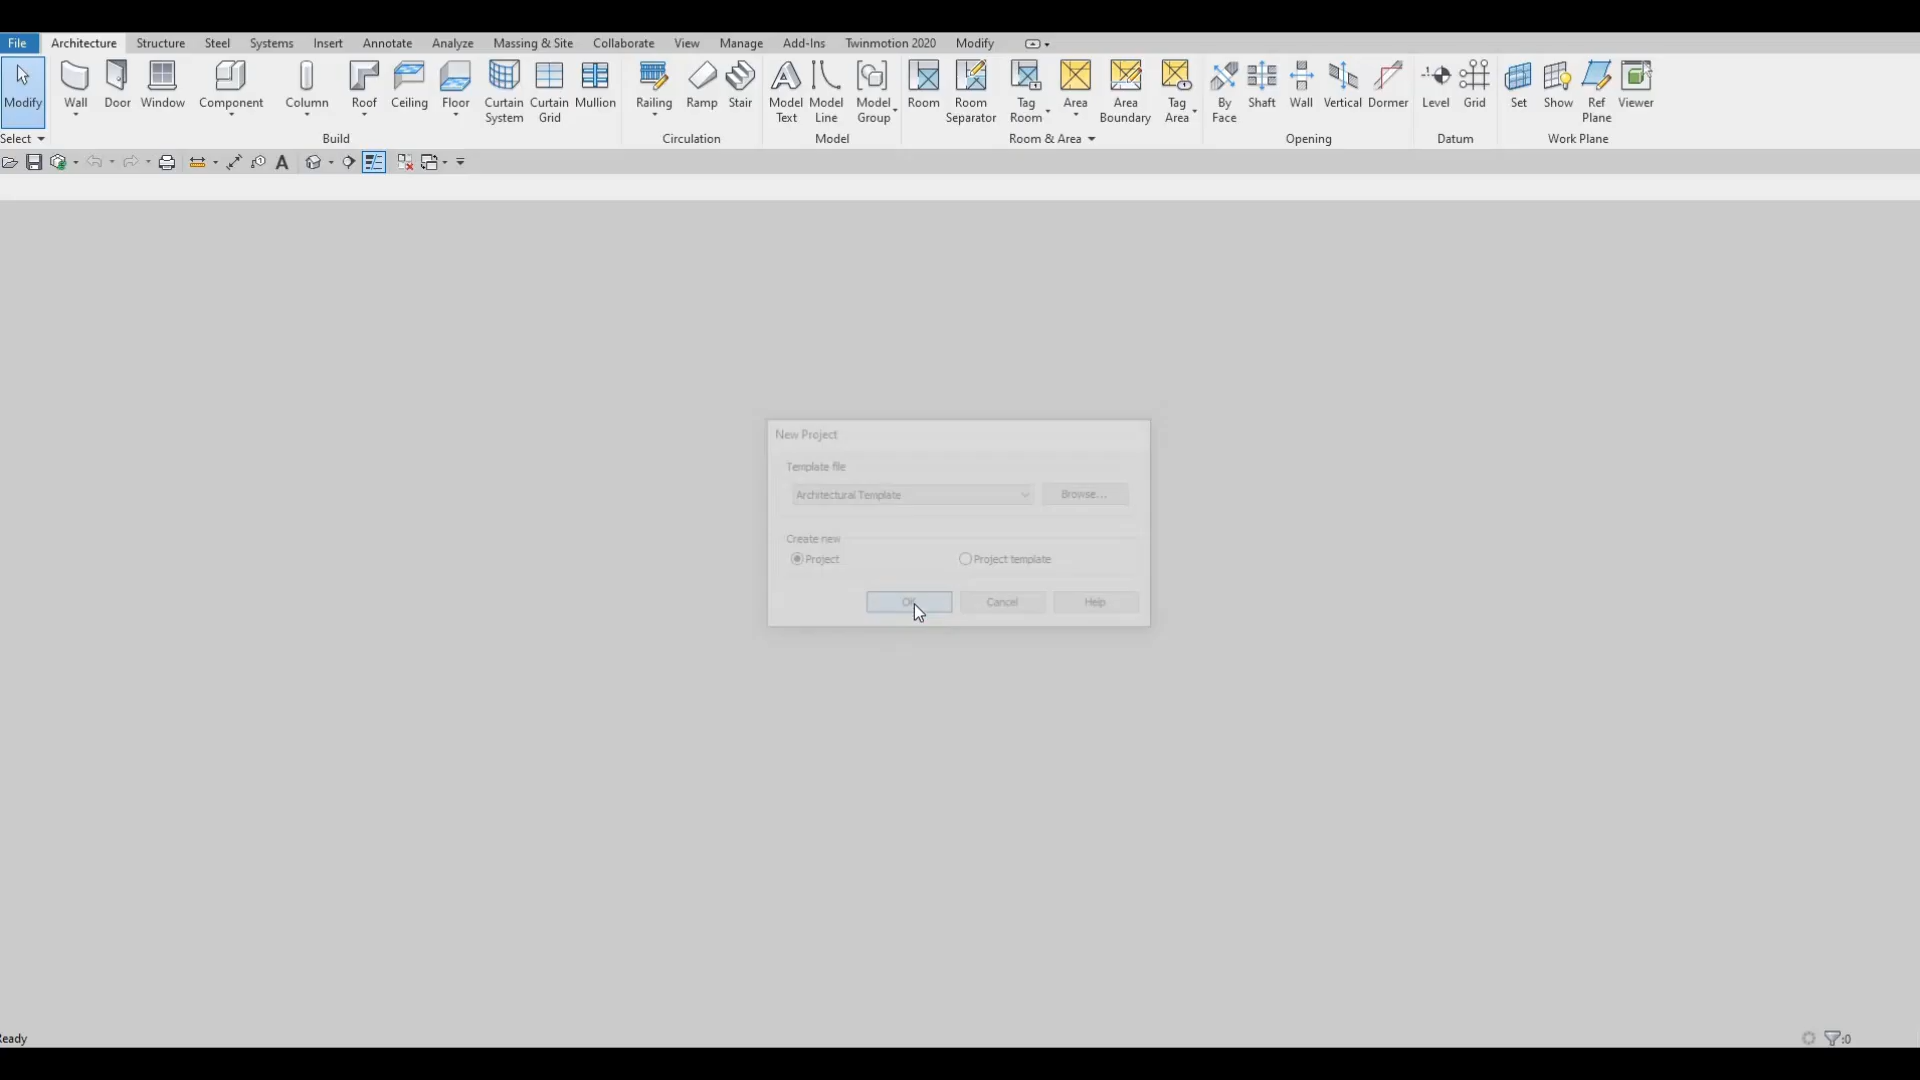 File Architecture Structure Steel Systems Insert Annotate Analyze Massing & Site Collaborate View Manage Add-Ins Twinmotion 2020 Modify
Modify Wall Door Window Component Column Roof Ceiling Floor Curtain System Curtain Grid Mullion Railing Ramp Stair Model Text Model Line Model Group Room Room Separator Tag Room Area Area Boundary Tag Area By Face Shaft Wall Vertical Dormer Level Grid Set Show Ref Plane Viewer
Select Build Circulation Model Room & Area Opening Datum Work Plane
New Project
Template file
Architectural Template Browse...
Create new
Project Project template
OK Cancel Help
Ready :0